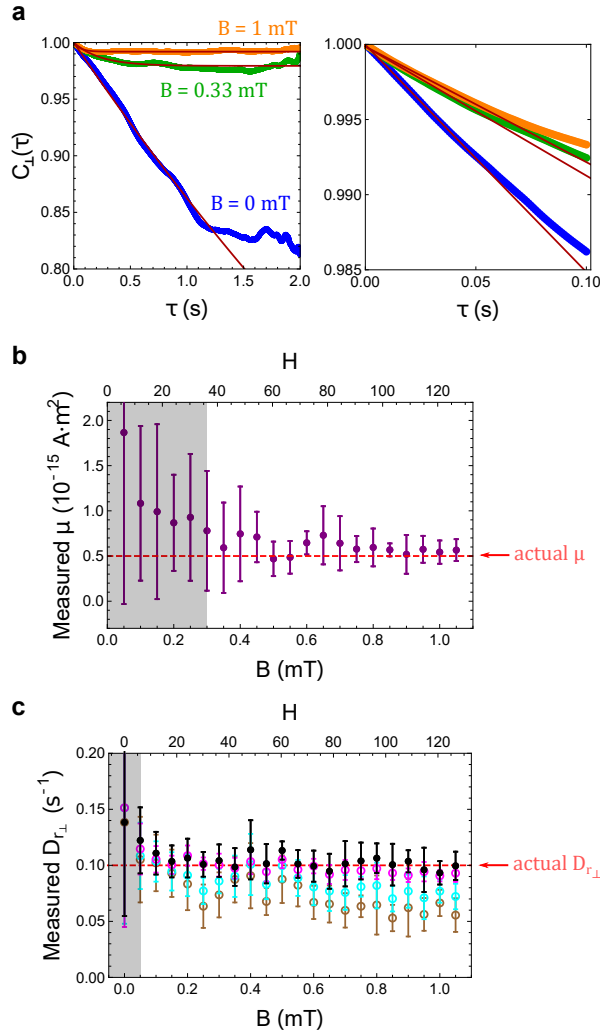 a
B = 1 mT
B = 0.33 mT
B = 0 mT
C⊥(τ)
1.00
0.95
0.90
0.85
0.80
0.0 0.5 1.0 1.5 2.0
τ (s)
1.000
0.995
0.990
0.985
0.00 0.05 0.10
τ (s)
b
H
0 20 40 60 80 100 120
Measured μ (10⁻¹⁵ A·m²)
2.0
1.5
1.0
0.5
0.0
actual μ
0.0 0.2 0.4 0.6 0.8 1.0
B (mT)
c
H
0 20 40 60 80 100 120
Measured Dr⊥ (s⁻¹)
0.20
0.15
0.10
0.05
0.00
actual Dr⊥
0.0 0.2 0.4 0.6 0.8 1.0
B (mT)